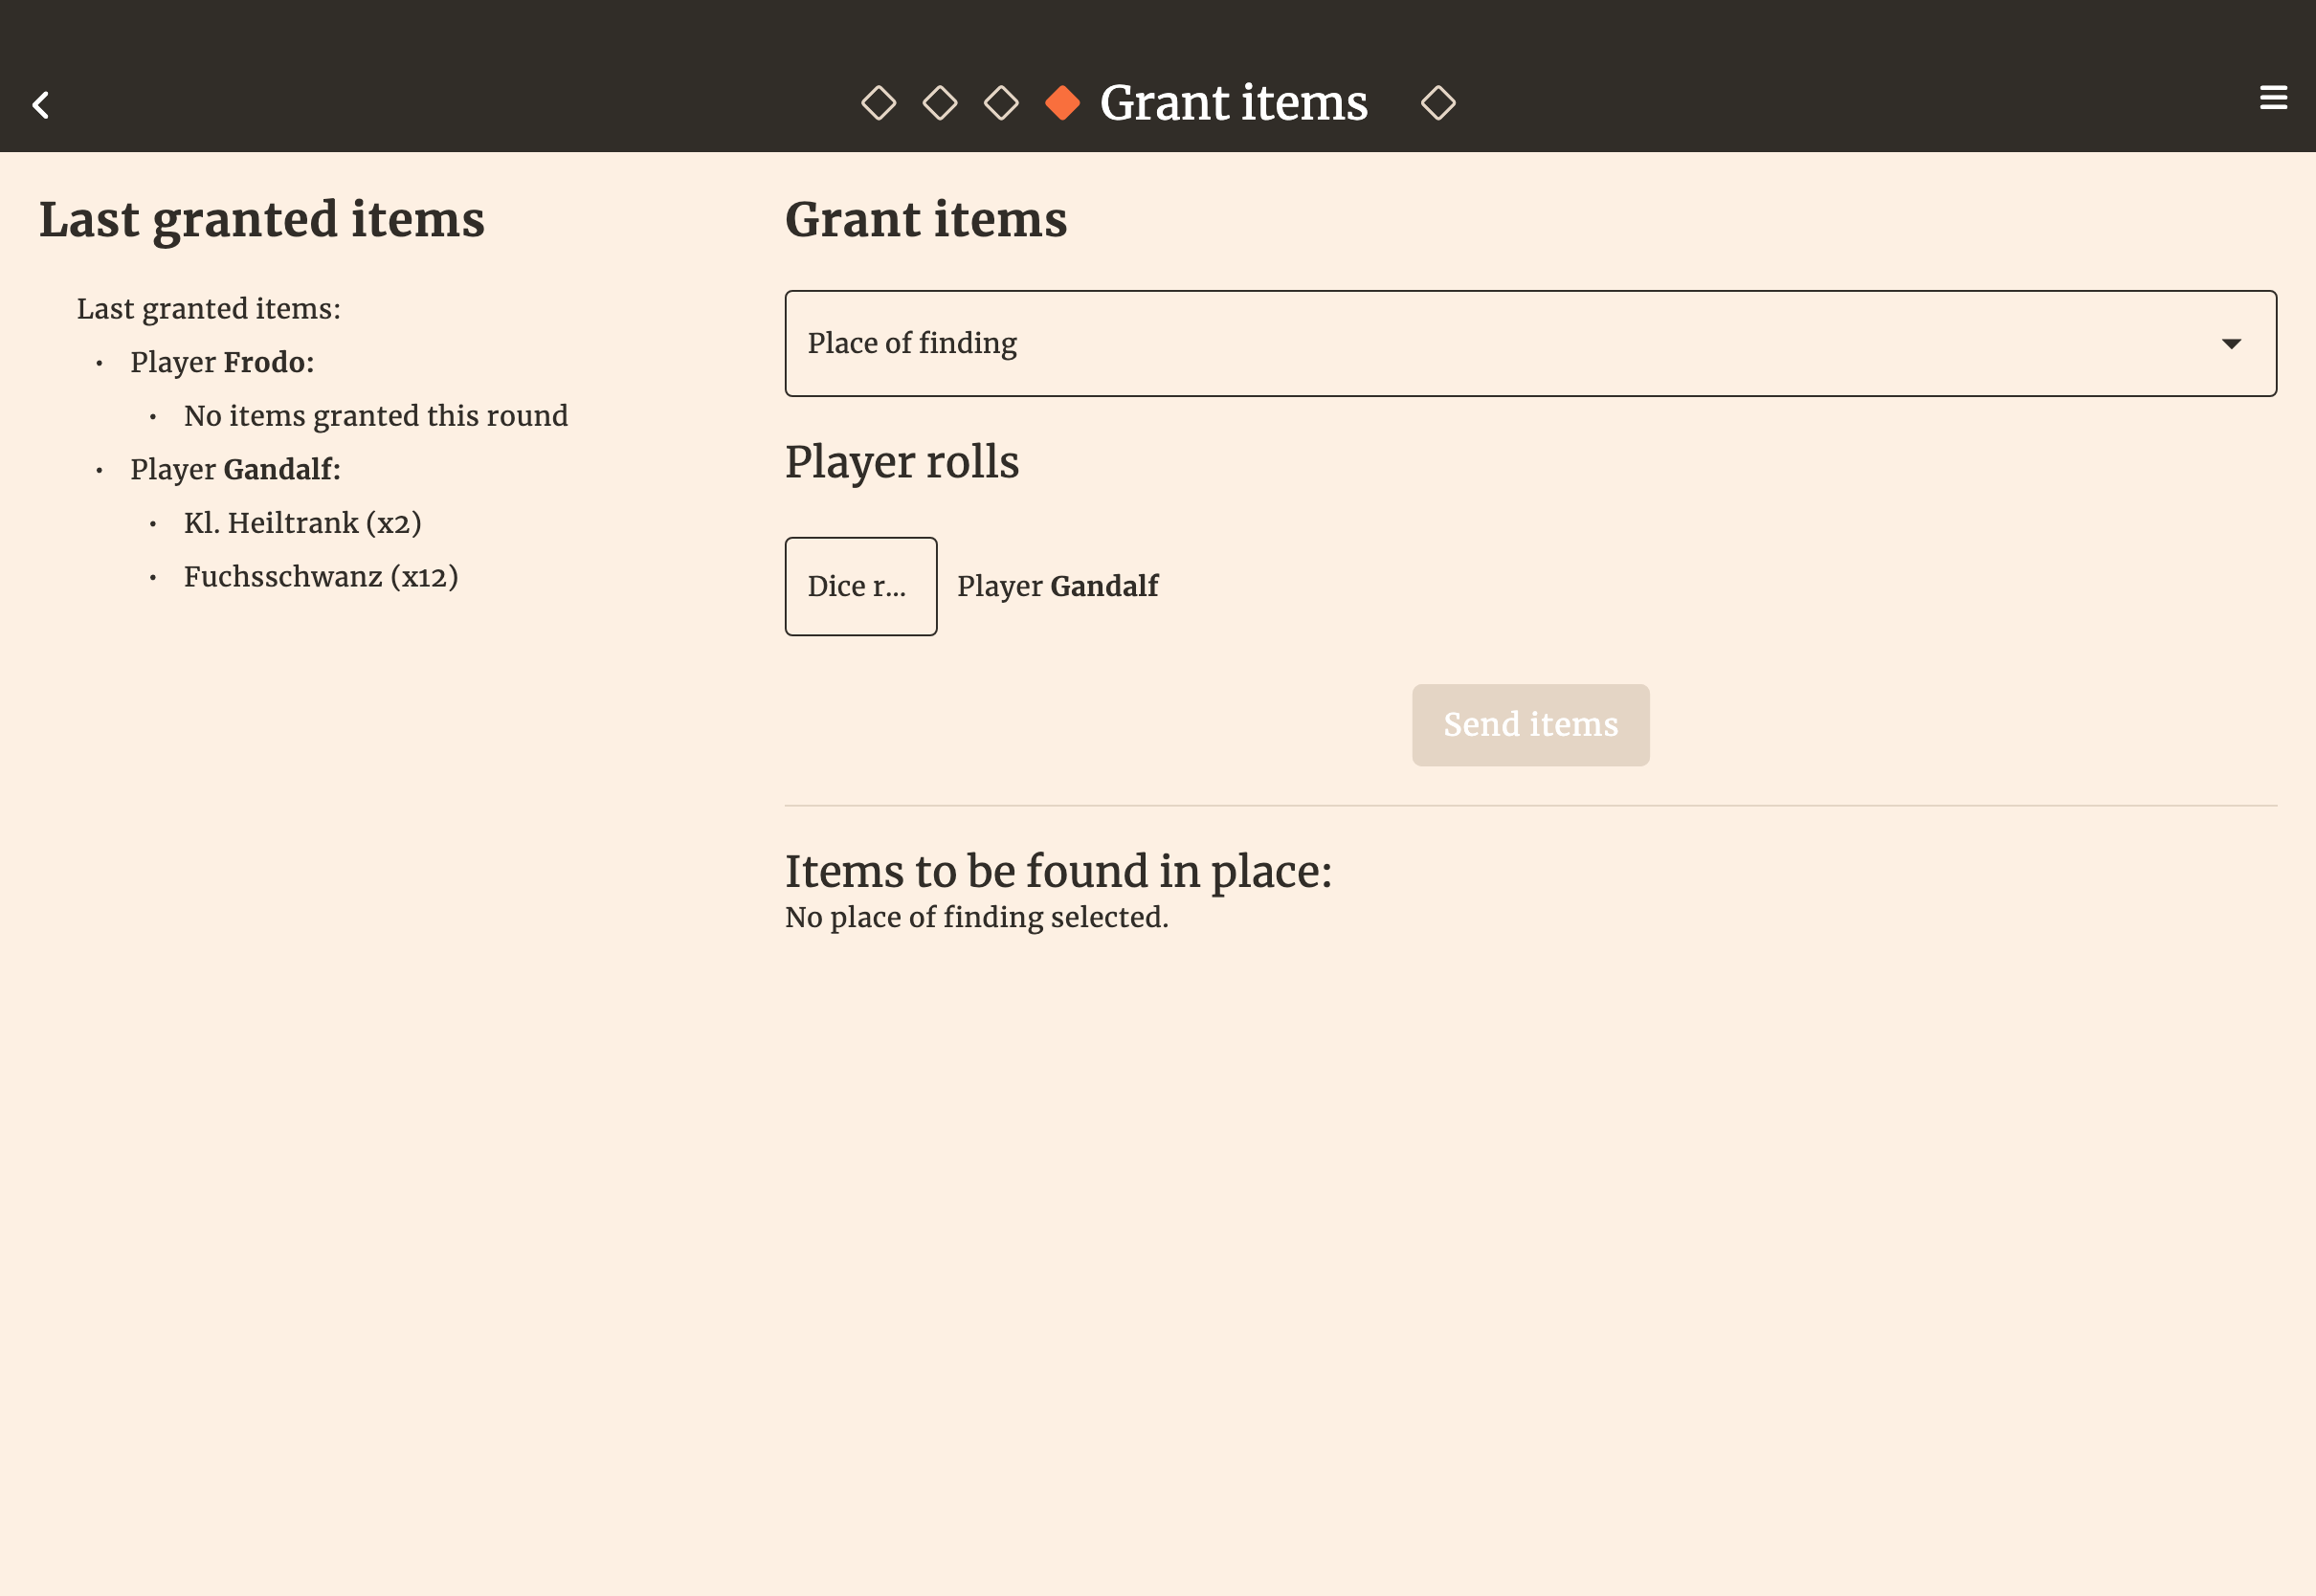 Grant items
Last granted items
Last granted items:
• Player Frodo:
• No items granted this round
• Player Gandalf:
• Kl. Heiltrank (x2)
• Fuchsschwanz (x12)
Grant items
Place of finding
Player rolls
Dice r...
Player Gandalf
Send items
Items to be found in place:
No place of finding selected.